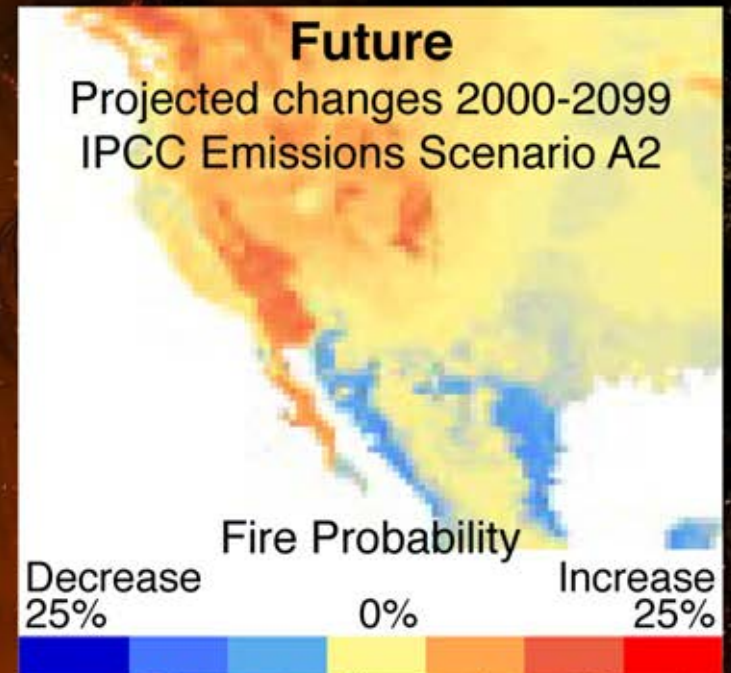 Future
Projected changes 2000-2099
IPCC Emissions Scenario A2
Fire Probability
Decrease Increase
25% 0% 25%